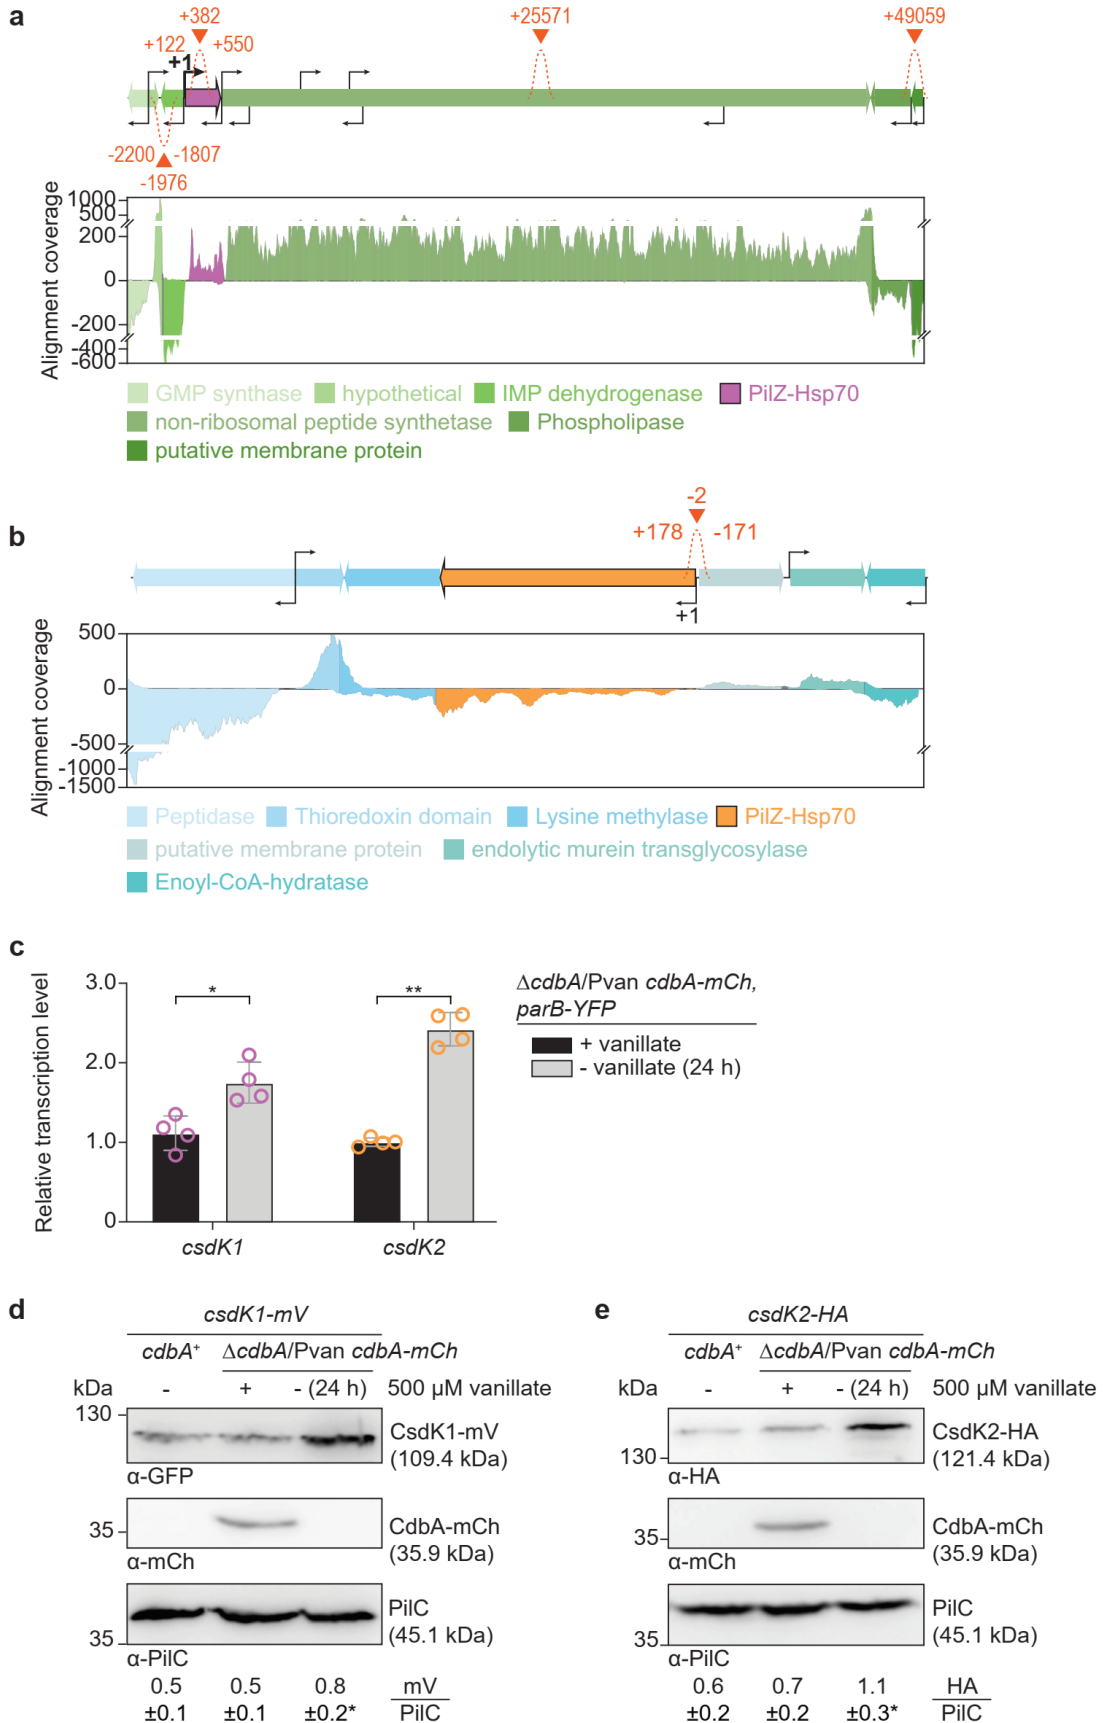 a
+382
+25571
+49059
+122
+550
+1
-2200
-1807
-1976
Alignment coverage
1000
500
200
0
-200
-400
-600
GMP synthase
hypothetical
IMP dehydrogenase
PilZ-Hsp70
non-ribosomal peptide synthetase
Phospholipase
putative membrane protein
b
-2
+178
-171
+1
Alignment coverage
500
0
-500
-1000
-1500
Peptidase
Thioredoxin domain
Lysine methylase
PilZ-Hsp70
putative membrane protein
endolytic murein transglycosylase
Enoyl-CoA-hydratase
c
Relative transcription level
3.0
2.0
1.0
0
*
**
csdK1
csdK2
ΔcdbA/Pvan cdbA-mCh,
parB-YFP
+ vanillate
- vanillate (24 h)
d
csdK1-mV
cdbA⁺ ΔcdbA/Pvan cdbA-mCh
kDa - + - (24 h) 500 µM vanillate
130
CsdK1-mV
(109.4 kDa)
α-GFP
35
CdbA-mCh
(35.9 kDa)
α-mCh
PilC
(45.1 kDa)
35
α-PilC
0.5 0.5 0.8 mV
±0.1 ±0.1 ±0.2* PilC
e
csdK2-HA
cdbA⁺ ΔcdbA/Pvan cdbA-mCh
kDa - + - (24 h) 500 µM vanillate
CsdK2-HA
130
(121.4 kDa)
α-HA
35
CdbA-mCh
(35.9 kDa)
α-mCh
PilC
(45.1 kDa)
35
α-PilC
0.6 0.7 1.1 HA
±0.2 ±0.2 ±0.3* PilC